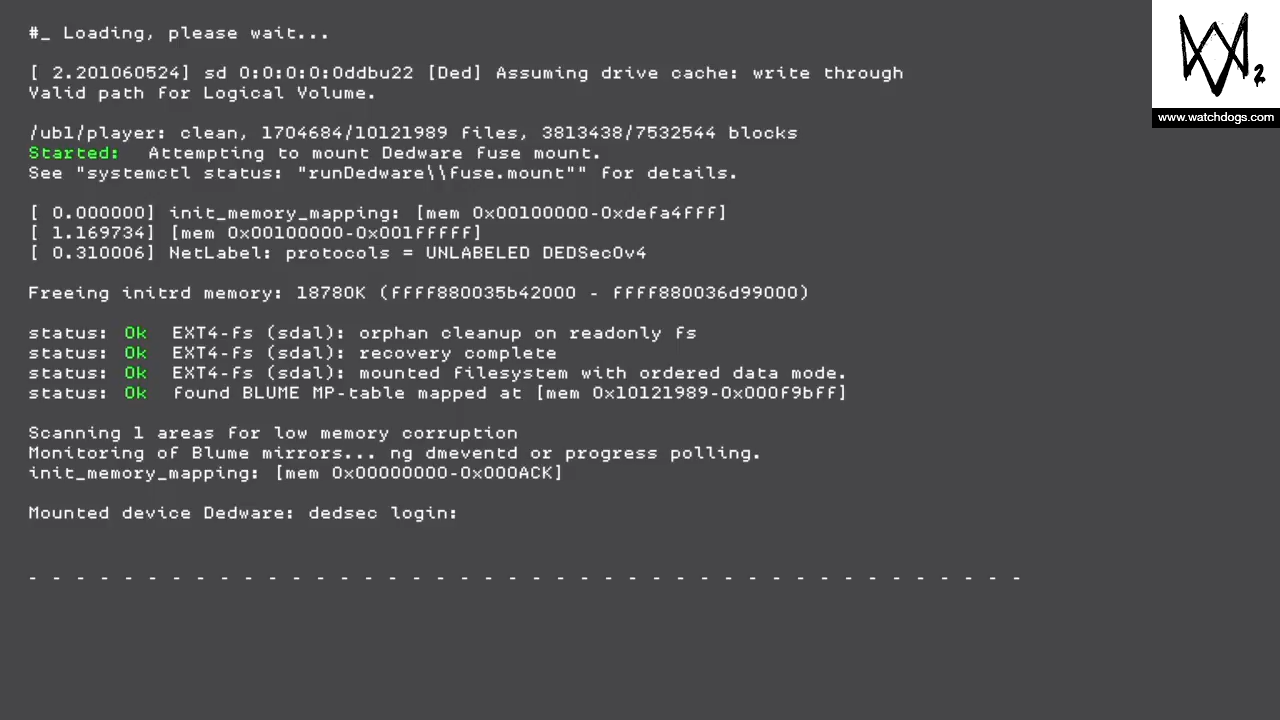 #_ Loading, please wait...
[ 2.201060524] sd 0:0:0:0:0ddbu22 [Ded] Assuming drive cache: write through
Valid path for Logical Volume.
/ubl/player: clean, 1704684/10121989 files, 3813438/7532544 blocks
Started: Attempting to mount Dedware fuse mount.
See "systemctl status: "runDedware\\fuse.mount"" for details.
[ 0.000000] init_memory_mapping: [mem 0x00100000-0xdefa4fff]
[ 1.169734] [mem 0x00100000-0x001fffff]
[ 0.310006] NetLabel: protocols = UNLABELED DEDSecOv4
Freeing initrd memory: 18780K (ffff880035b42000 - ffff880036d99000)
status: Ok EXT4-fs (sdal): orphan cleanup on readonly fs
status: Ok EXT4-fs (sdal): recovery complete
status: Ok EXT4-fs (sdal): mounted filesystem with ordered data mode.
status: Ok found BLUME MP-table mapped at [mem 0x10121989-0x000f9bff]
Scanning 1 areas for low memory corruption
Monitoring of Blume mirrors... ng dmeventd or progress polling.
init_memory_mapping: [mem 0x00000000-0x000ACK]
Mounted device Dedware: dedsec login:
- - - - - - - - - - - - - - - - - - - - - - - - - - - - - - - - - - - - - - - - - -
2
www.watchdogs.com